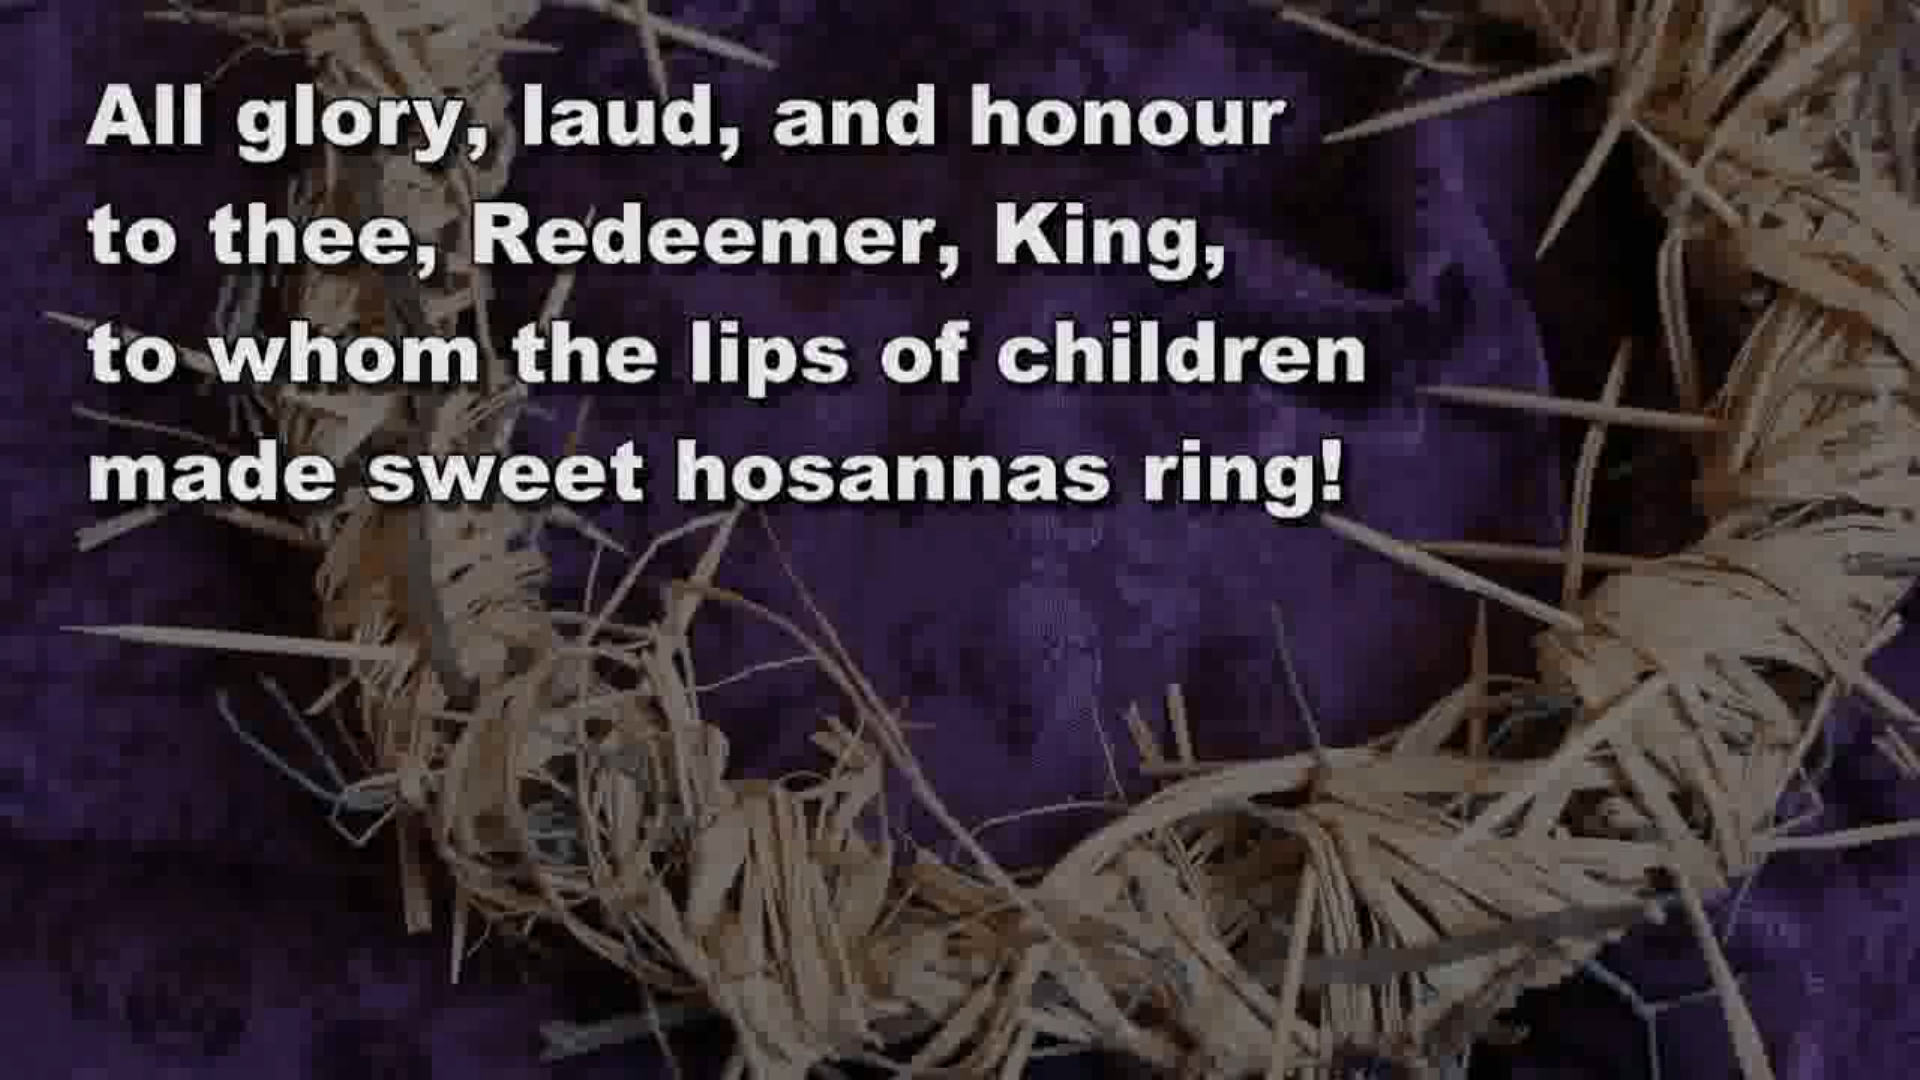 All glory, laud, and honour
to thee, Redeemer, King,
to whom the lips of children
made sweet hosannas ring!